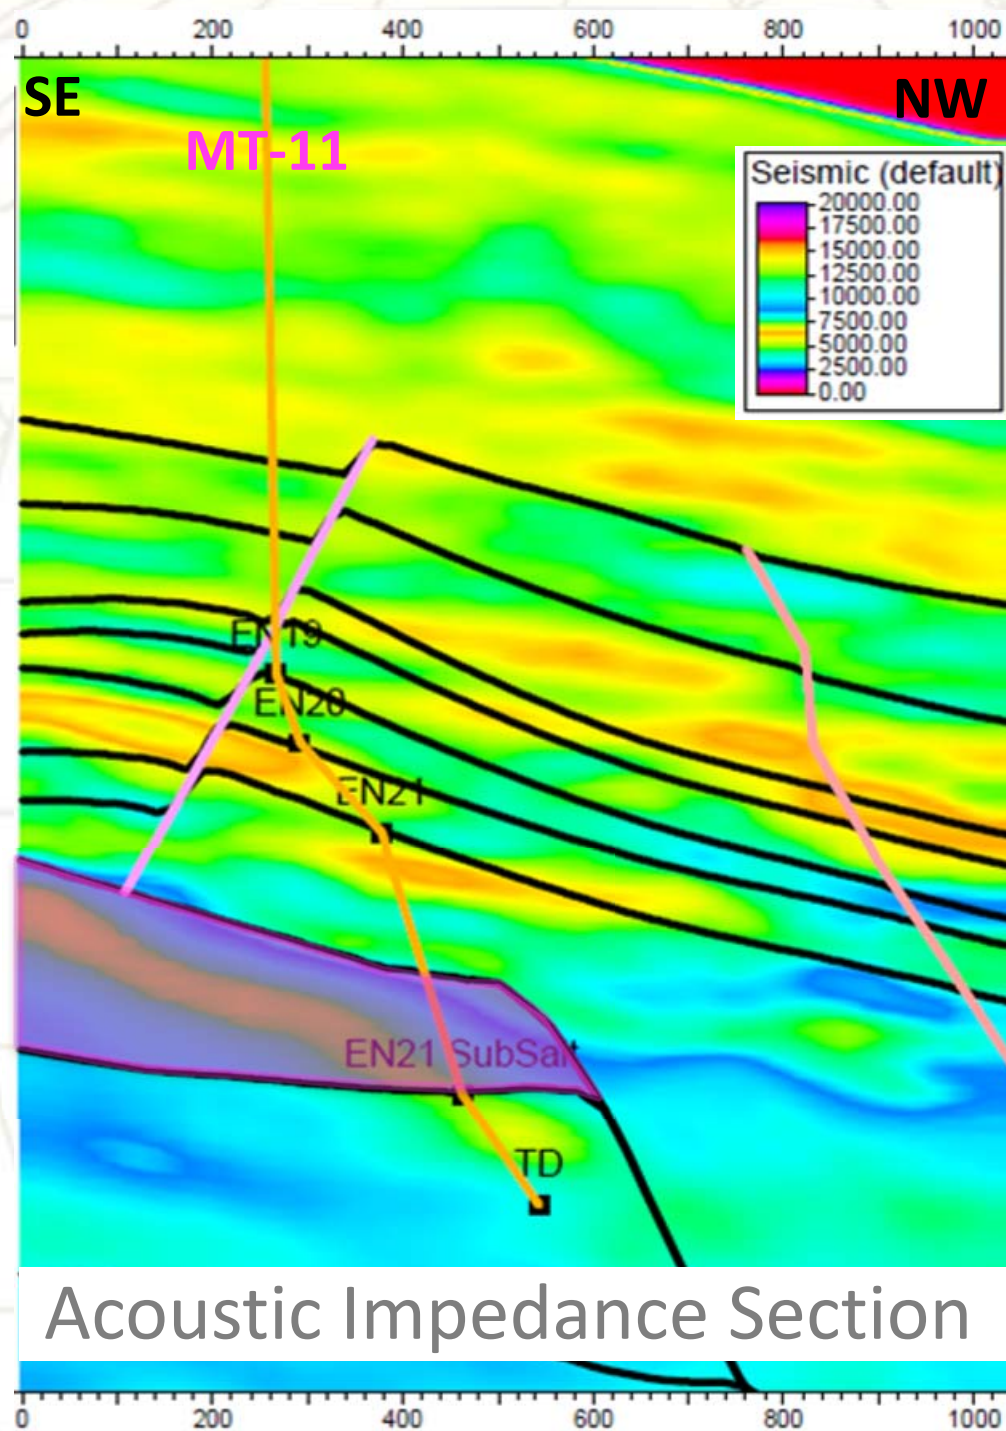 0 200 400 600 800 1000
SE NW
MT-11
Seismic (default)
20000.00
17500.00
15000.00
12500.00
10000.00
7500.00
5000.00
2500.00
0.00
EN19
EN20
EN21
EN21 SubSalt
TD
Acoustic Impedance Section
0 200 400 600 800 1000